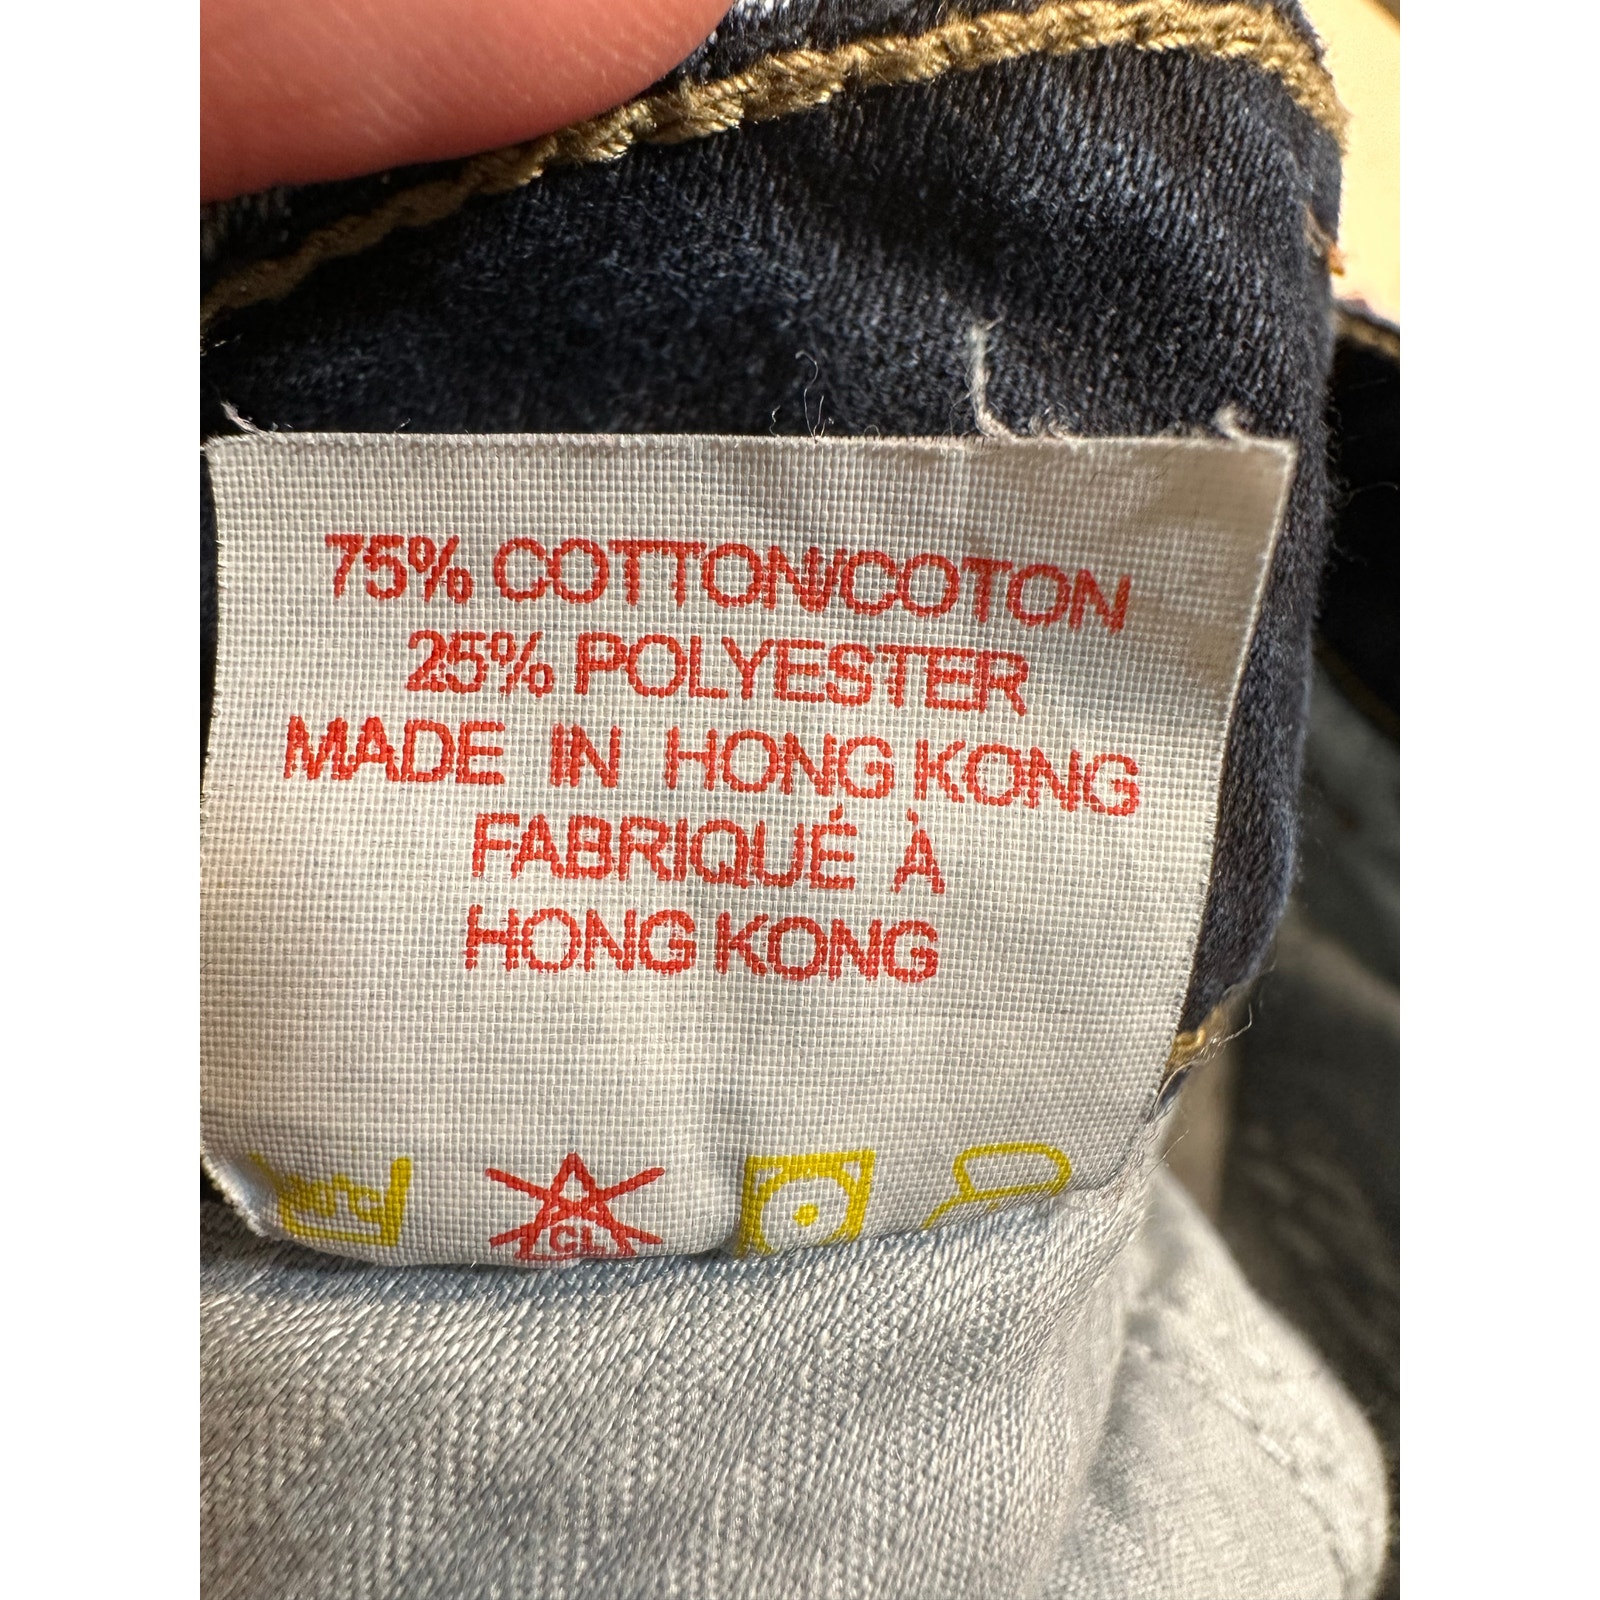 75% COTTON/COTON
25% POLYESTER
MADE IN HONG KONG
FABRIQUÉ À
HONG KONG
CL